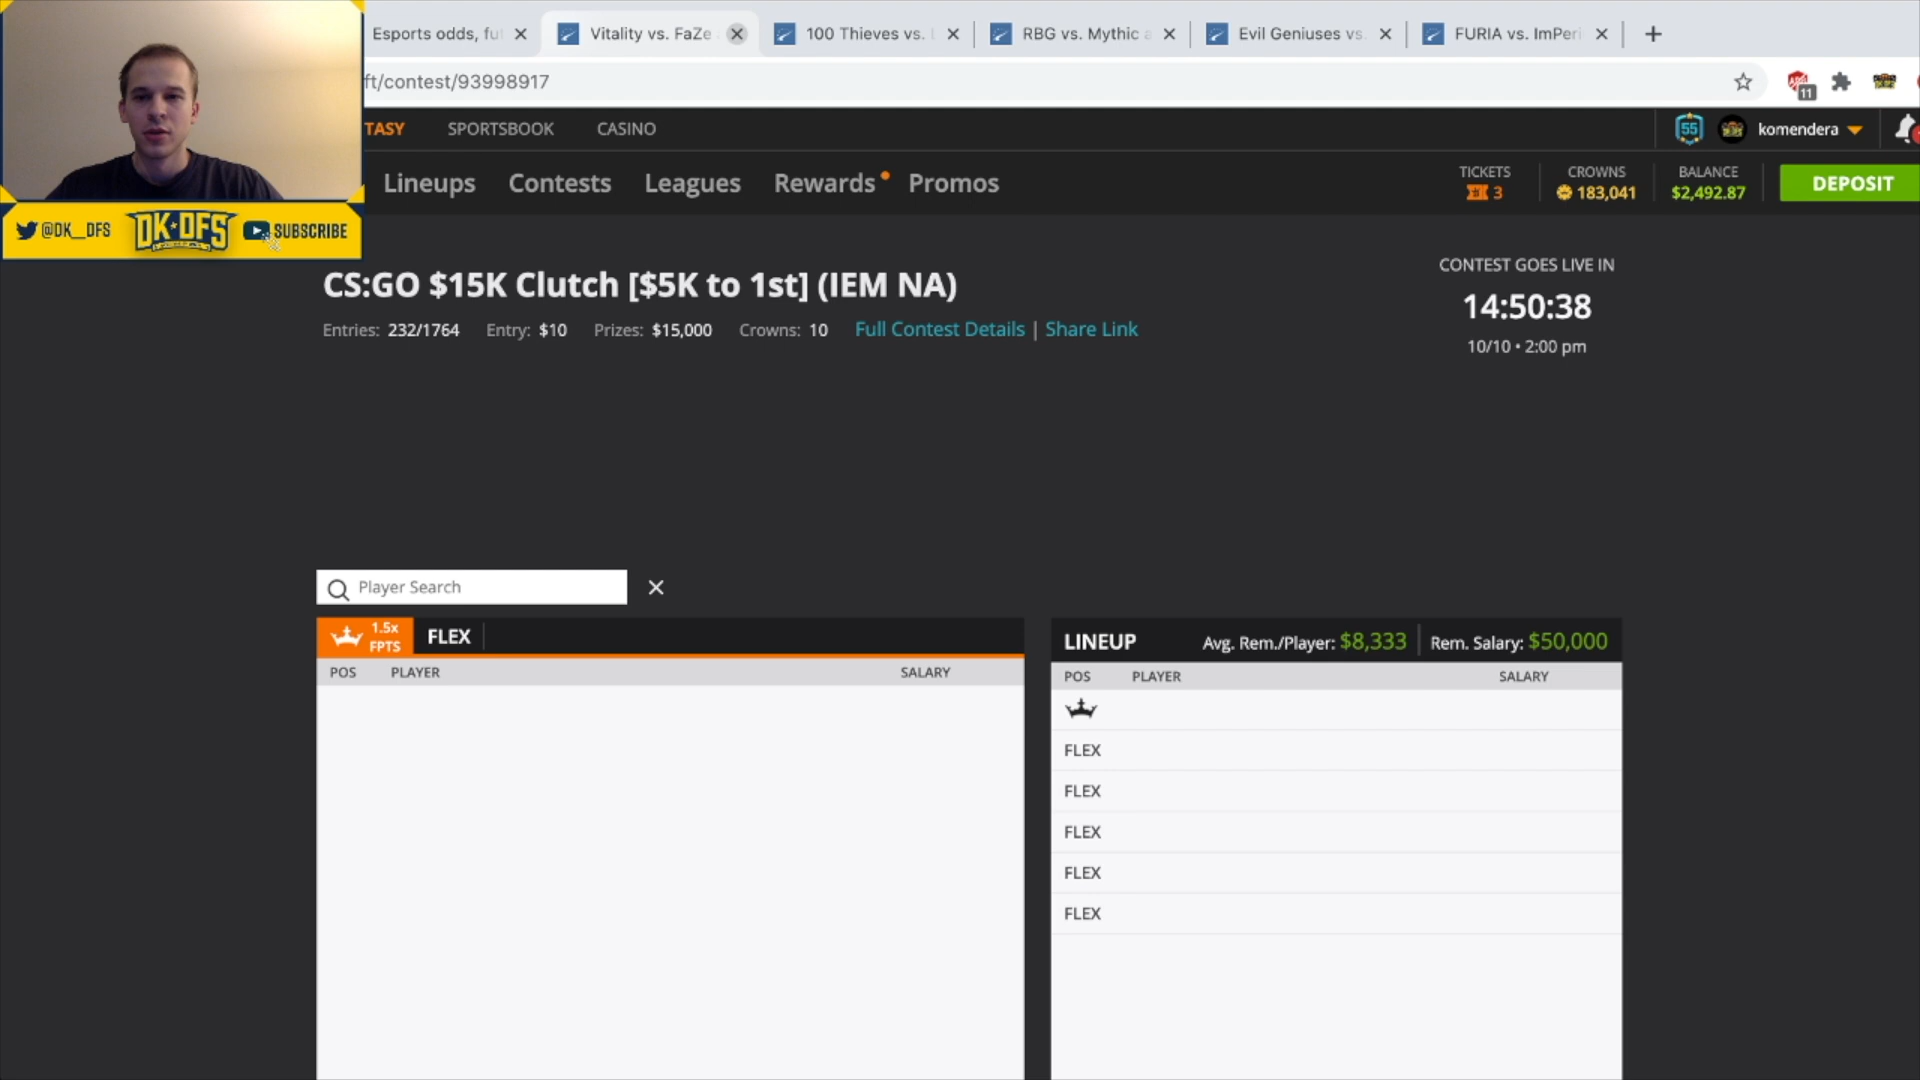 Esports odds, fu
Vitality vs. FaZe
100 Thieves vs.
RBG vs. Mythic
Evil Geniuses vs.
FURIA vs. ImPeri
ft/contest/93998917
11
TASY
SPORTSBOOK
CASINO
55
komendera
Lineups
Contests
Leagues
Rewards
Promos
TICKETS
3
CROWNS
183,041
BALANCE
$2,492.87
DEPOSIT
@DK__DFS
DK★DFS
SUBSCRIBE
CS:GO $15K Clutch [$5K to 1st] (IEM NA)
Entries: 232/1764 Entry: $10 Prizes: $15,000 Crowns: 10 Full Contest Details | Share Link
CONTEST GOES LIVE IN
14:50:38
10/10 • 2:00 pm
Player Search
1.5x
FPTS
FLEX
POS PLAYER SALARY
LINEUP Avg. Rem./Player: $8,333 Rem. Salary: $50,000
POS PLAYER SALARY
FLEX
FLEX
FLEX
FLEX
FLEX